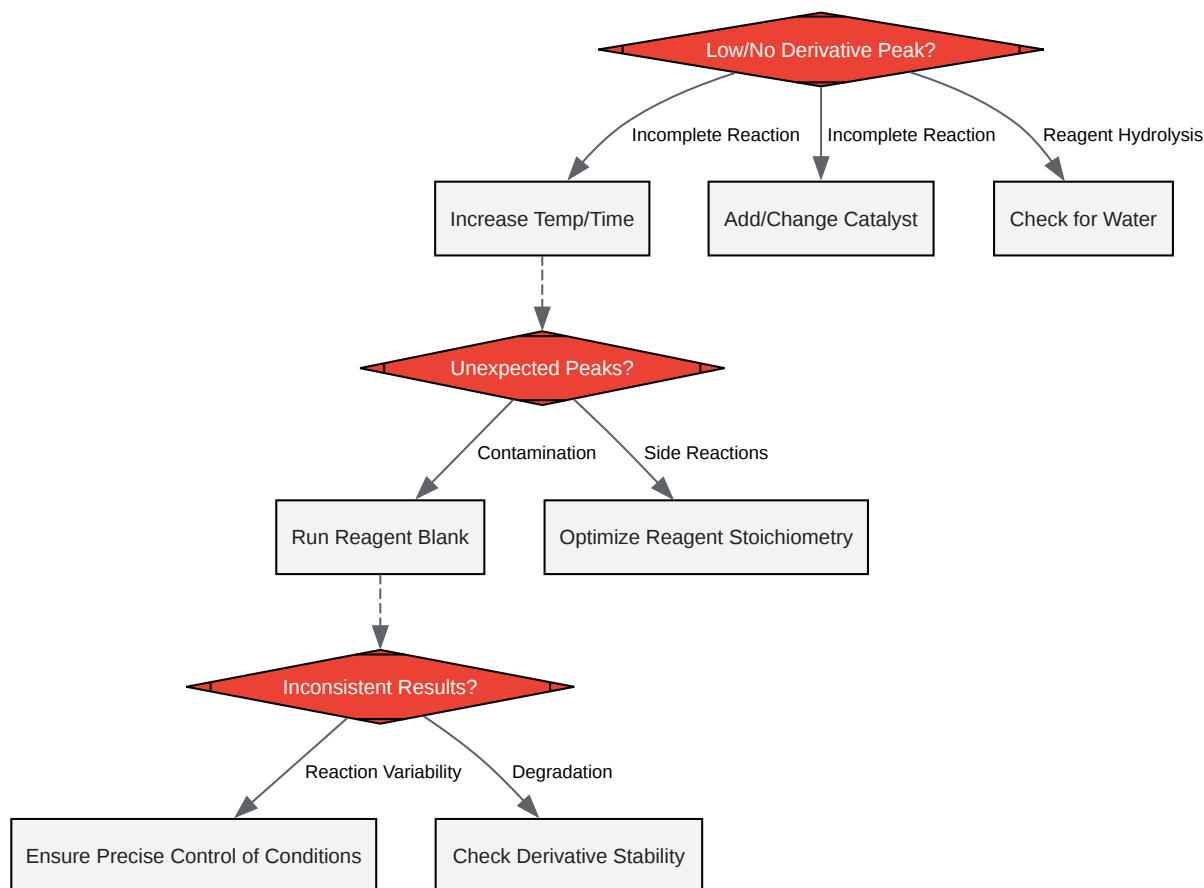 Low/No Derivative Peak?
Incomplete Reaction
Incomplete Reaction
Reagent Hydrolysis
Increase Temp/Time
Add/Change Catalyst
Check for Water
Unexpected Peaks?
Contamination
Side Reactions
Run Reagent Blank
Optimize Reagent Stoichiometry
Inconsistent Results?
Reaction Variability
Degradation
Ensure Precise Control of Conditions
Check Derivative Stability